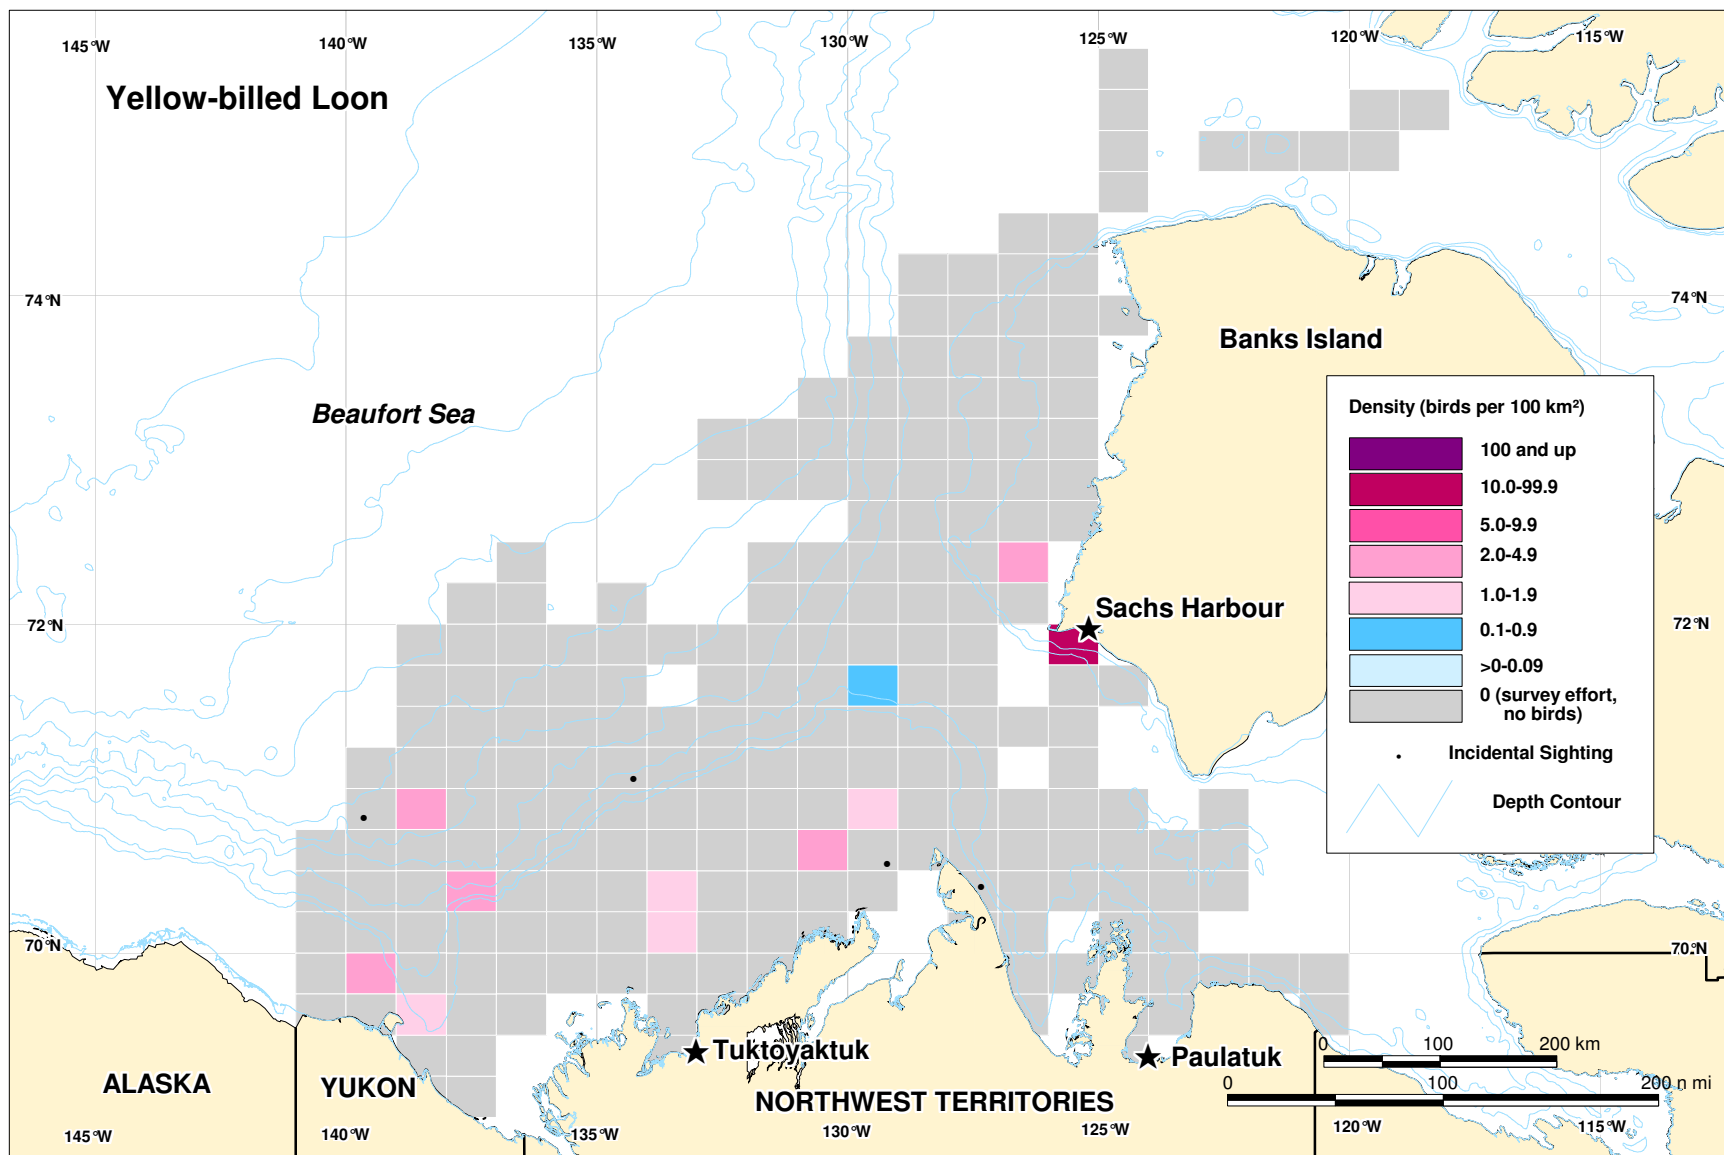 145°W 140°W 135°W 130°W 125°W 120°W 115°W
Yellow-billed Loon
74°N 74°N
Banks Island
Beaufort Sea
Density (birds per 100 km²)
100 and up
10.0-99.9
5.0-9.9
2.0-4.9
1.0-1.9
0.1-0.9
>0-0.09
0 (survey effort,
no birds)
Incidental Sighting
Depth Contour
Sachs Harbour
72°N 72°N
70°N 70°N
Tuktoyaktuk
Paulatuk
0 100 200 km
0 100 200 n mi
ALASKA
YUKON
NORTHWEST TERRITORIES
145°W 140°W 135°W 130°W 125°W 120°W 115°W